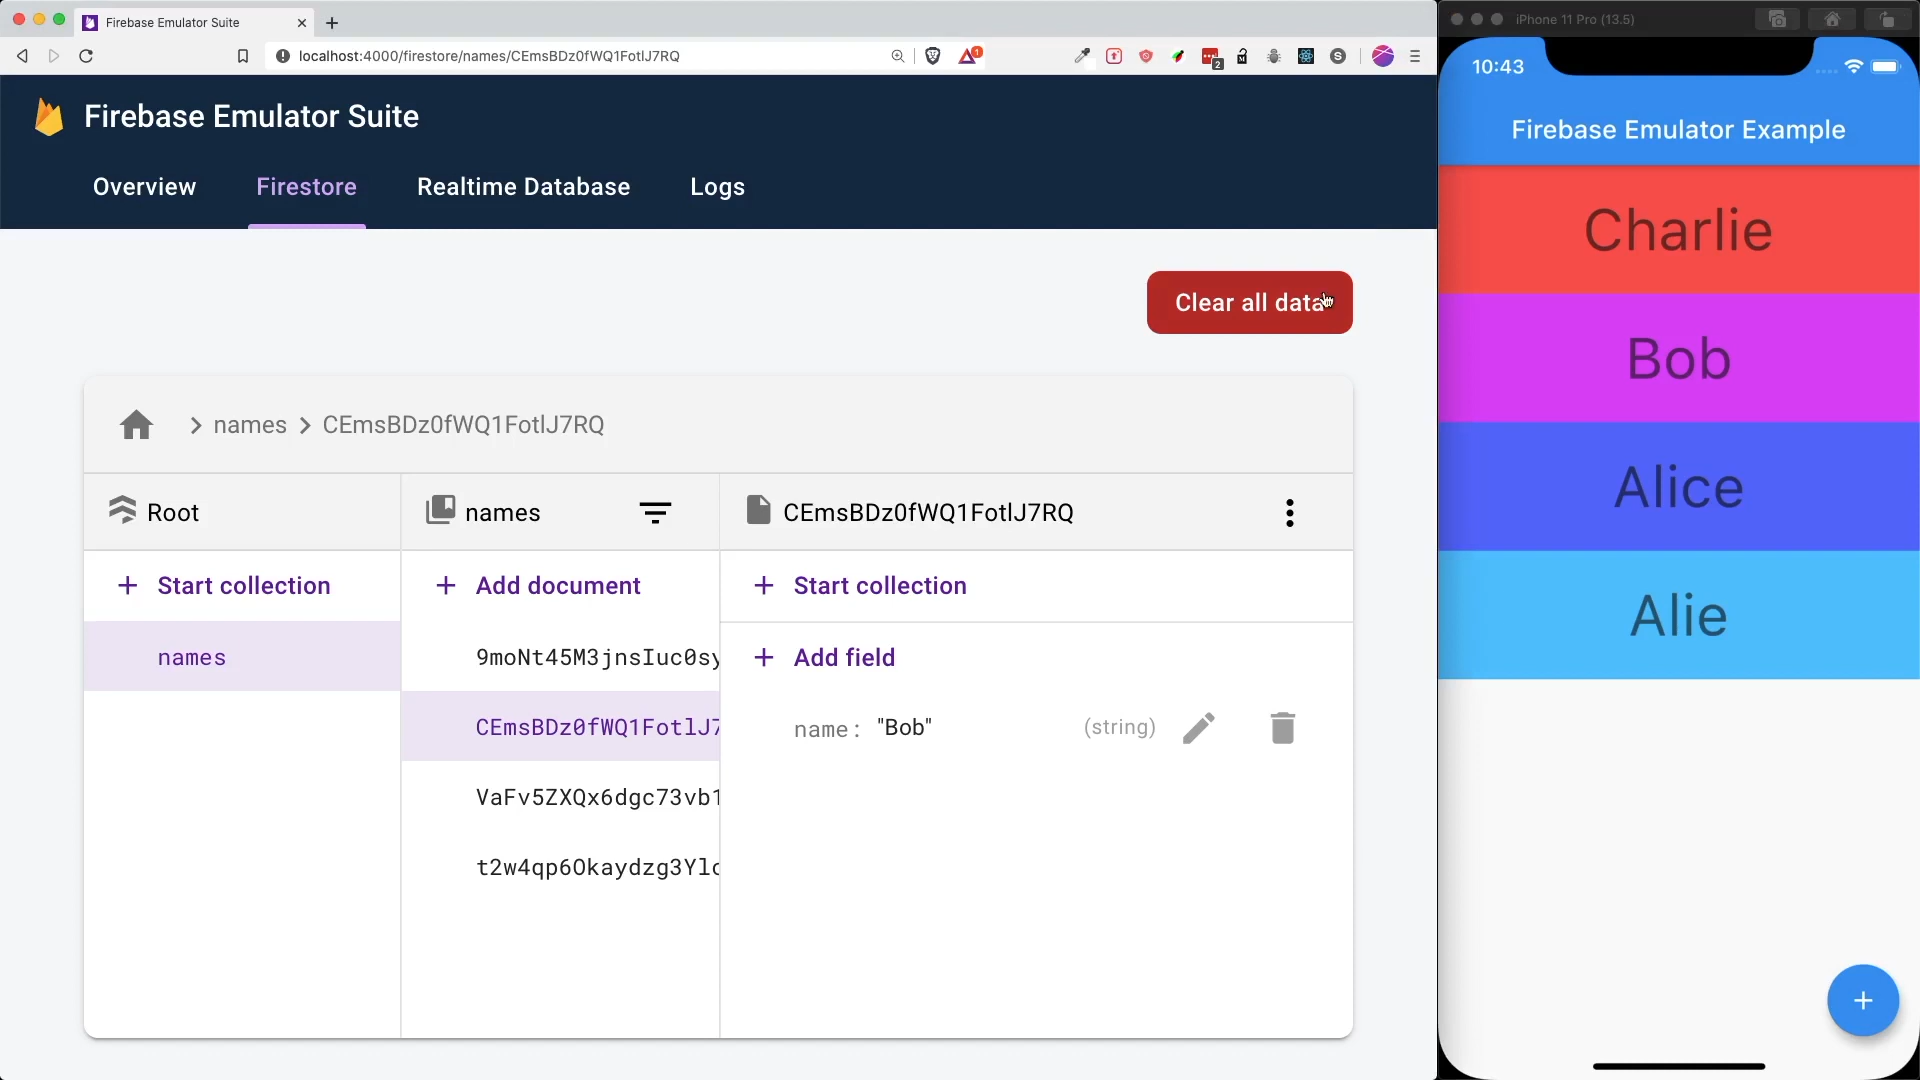 Firebase Emulator Suite
localhost:4000/firestore/names/CEmsBDz0fWQ1FotlJ7RQ
1
2
S
Firebase Emulator Suite
Overview
Firestore
Realtime Database
Logs
Clear all data
names
CEmsBDz0fWQ1FotlJ7RQ
Root
names
CEmsBDz0fWQ1FotlJ7RQ
Start collection
Add document
Start collection
names
9moNt45M3jnsIuc0sy
Add field
CEmsBDz0fWQ1FotlJ7
name: "Bob" (string)
VaFv5ZXQx6dgc73vb1
t2w4qp6Okaydzg3Ylc
iPhone 11 Pro (13.5)
10:43
Firebase Emulator Example
Charlie
Bob
Alice
Alie